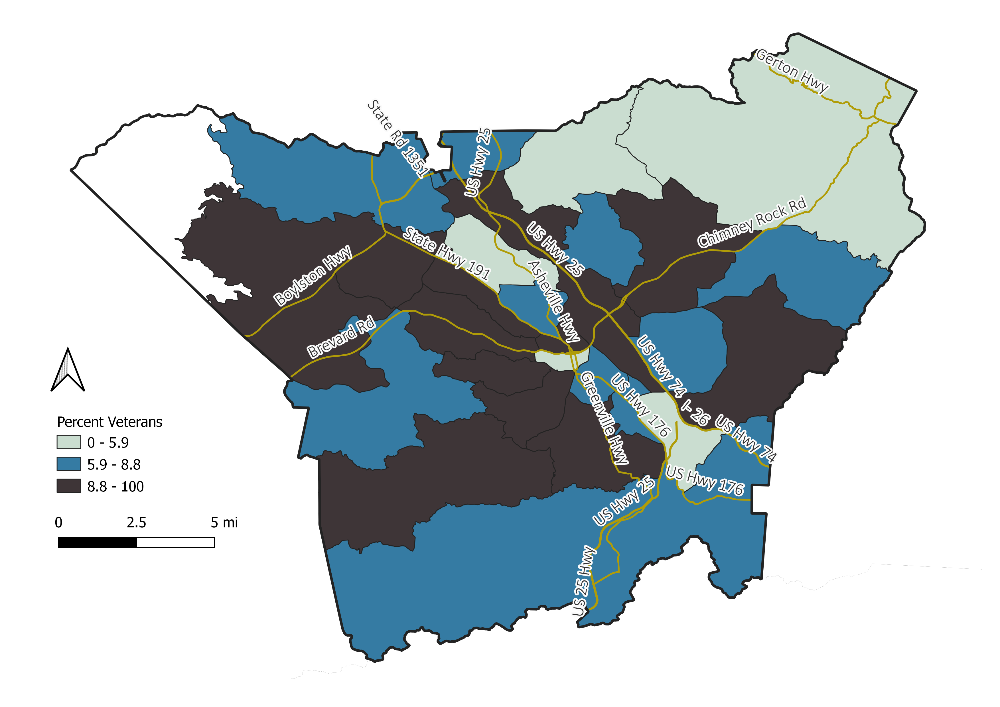 Gerton Hwy
State Rd 1351
US Hwy 25
Chimney Rock Rd
State Hwy 191
US Hwy 25
Boylston Hwy
Asheville Hwy
Brevard Rd
US Hwy 74
Greenville Hwy
US Hwy 176
I- 26
US Hwy 74
US Hwy 176
US Hwy 25
US 25 Hwy
Percent Veterans
0 - 5.9
5.9 - 8.8
8.8 - 100
0 2.5 5 mi